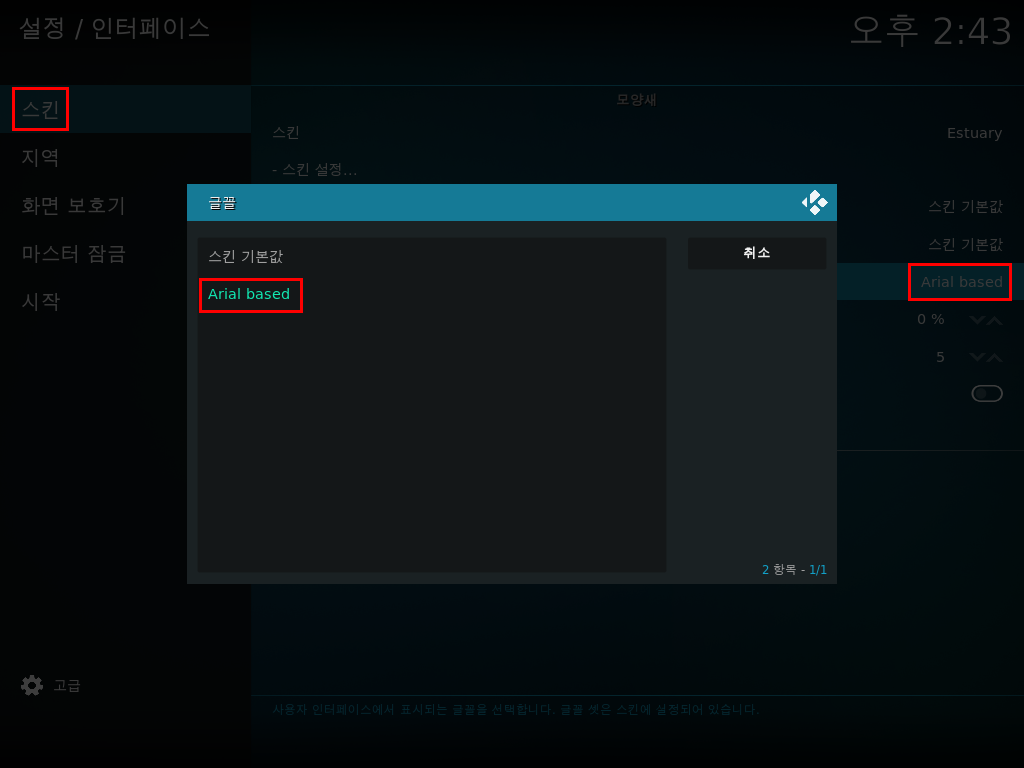 설정 / 인터페이스
오후 2:43
스킨
지역
화면 보호기
마스터 잠금
시작
고급
모양새
스킨 Estuary
- 스킨 설정...
스킨 기본값
스킨 기본값
Arial based
0 %
5
글꼴
스킨 기본값
Arial based
취소
2 항목 - 1/1
사용자 인터페이스에서 표시되는 글꼴을 선택합니다. 글꼴 셋은 스킨에 설정되어 있습니다.